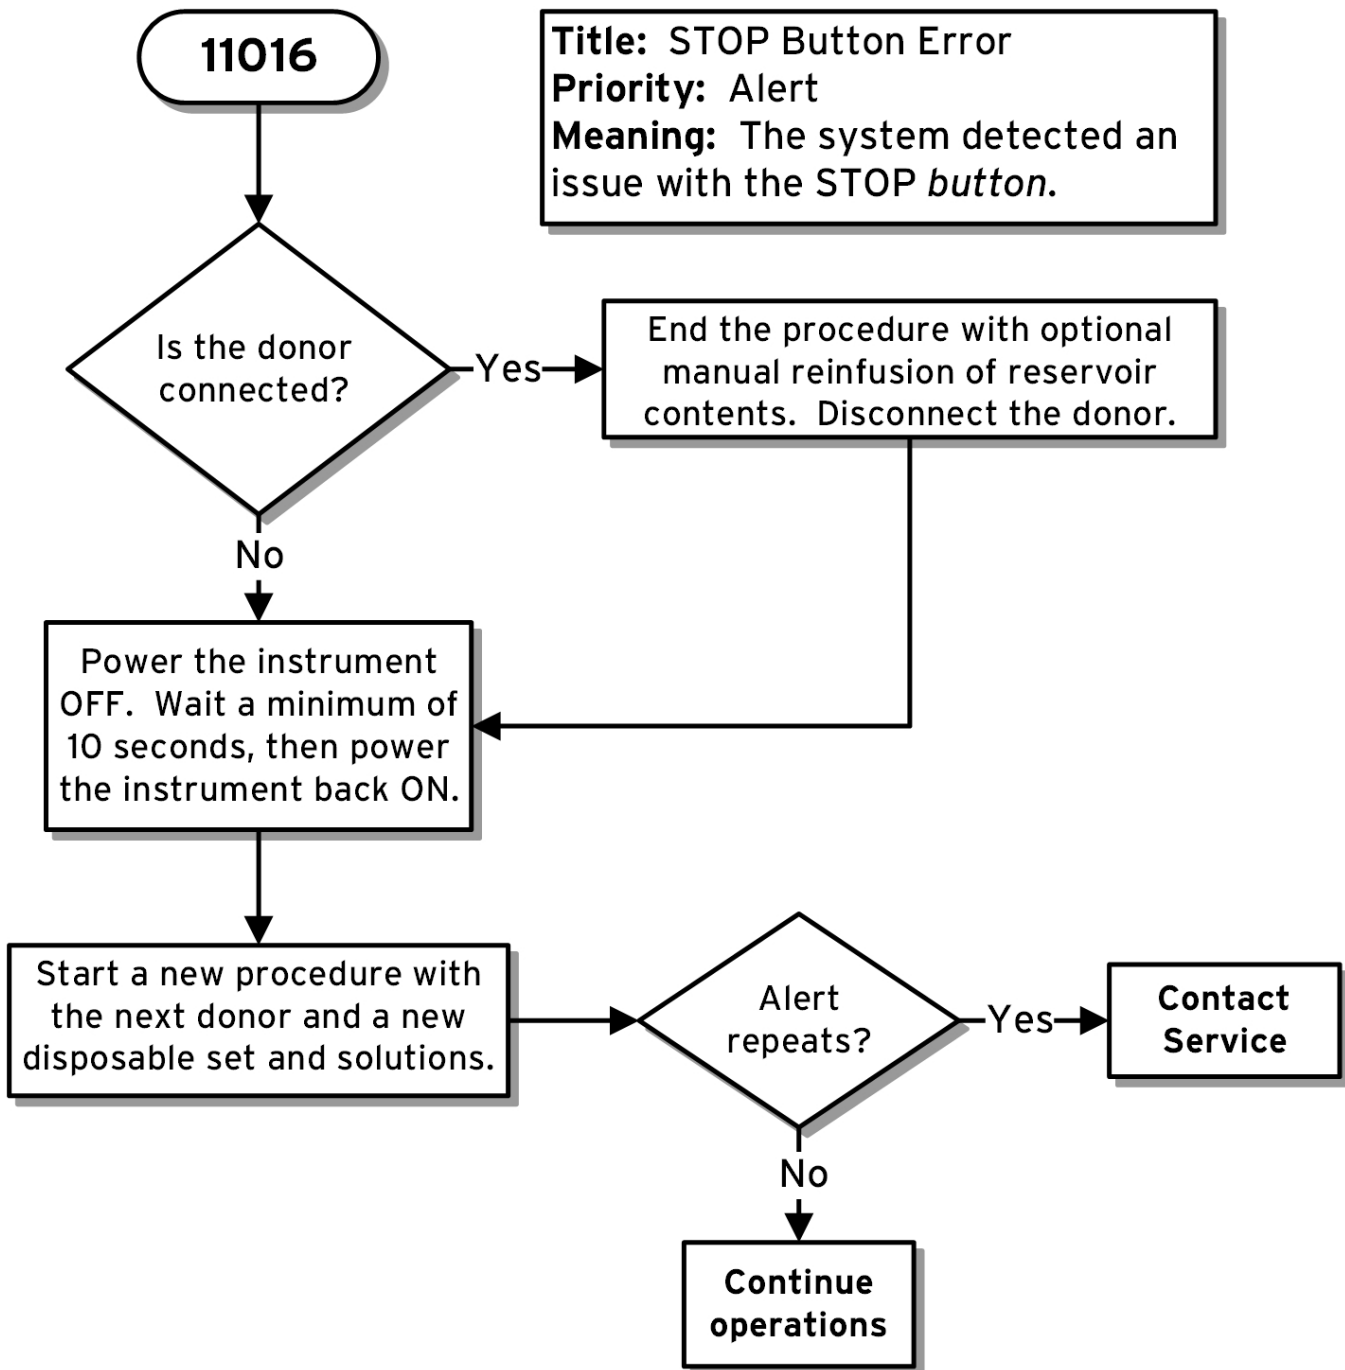 11016
Title: STOP Button Error
Priority: Alert
Meaning: The system detected an
issue with the STOP button.
Is the donor
connected?
Yes
End the procedure with optional
manual reinfusion of reservoir
contents. Disconnect the donor.
No
Power the instrument
OFF. Wait a minimum of
10 seconds, then power
the instrument back ON.
Start a new procedure with
the next donor and a new
disposable set and solutions.
Alert
repeats?
Yes
Contact
Service
No
Continue
operations